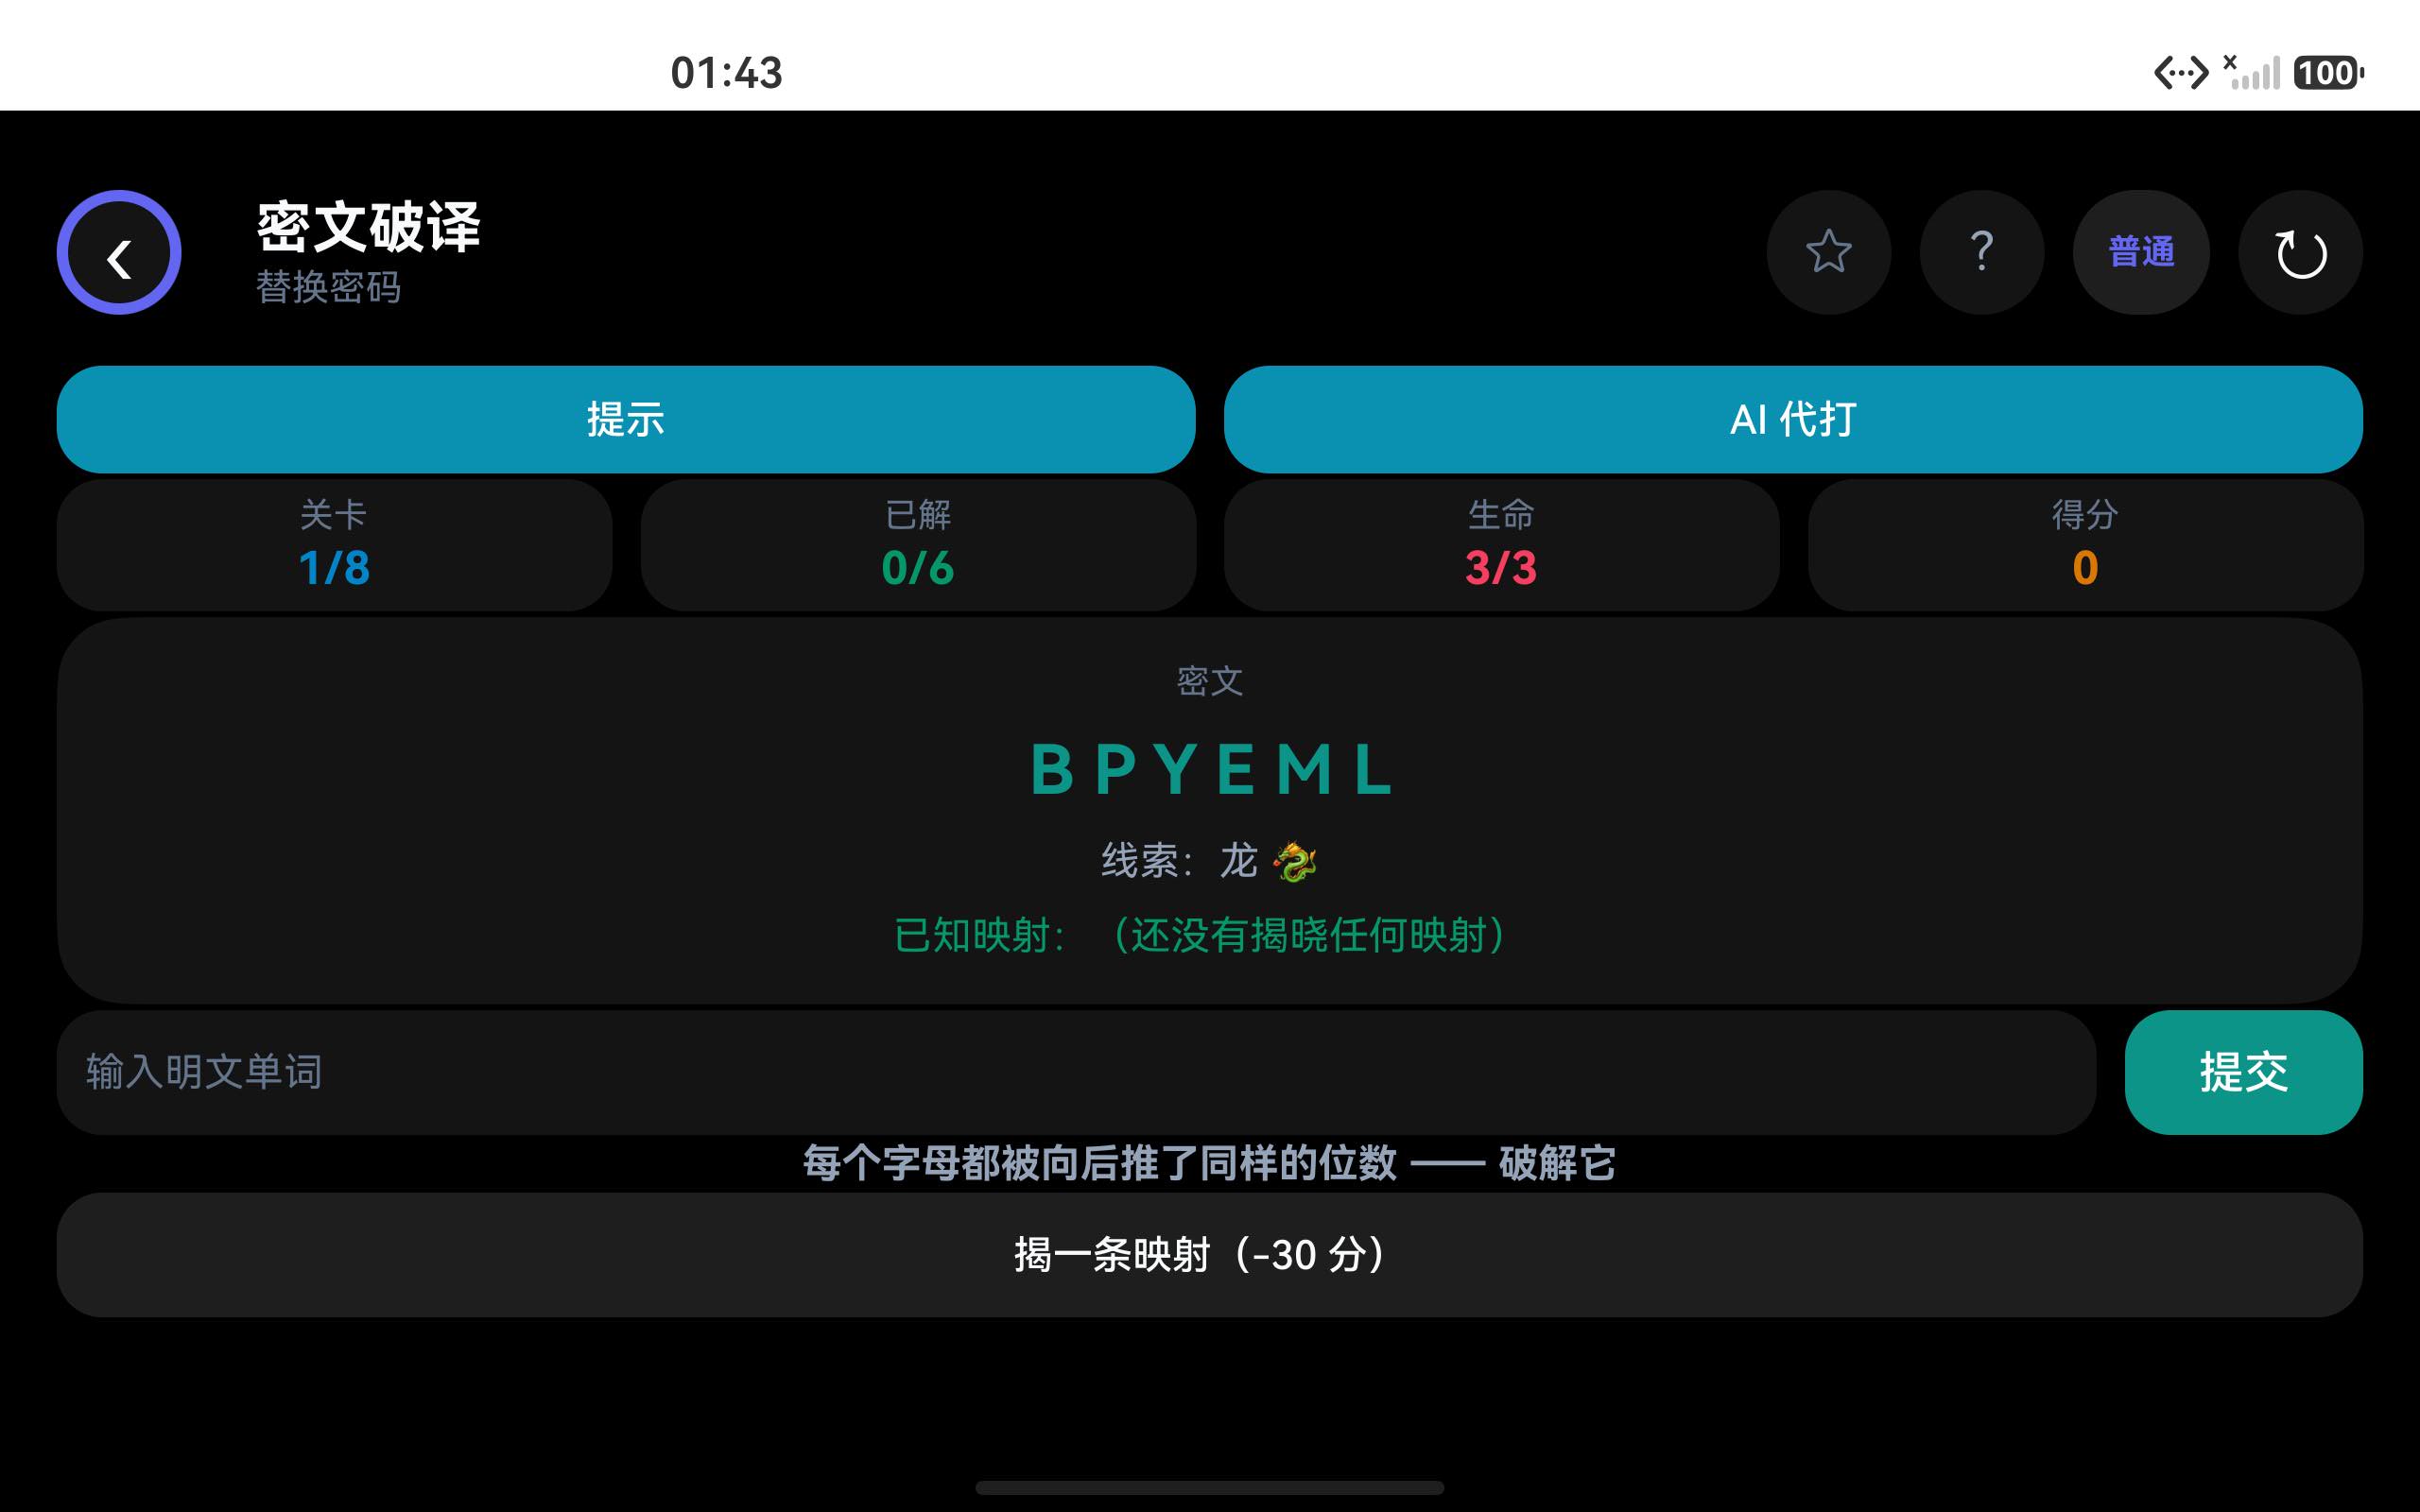 01:43
100
密文破译
替换密码
?
普通
提示
AI 代打
关卡
1/8
已解
0/6
生命
3/3
得分
0
密文
B P Y E M L
线索：龙 🐉
已知映射：（还没有揭晓任何映射）
输入明文单词
提交
每个字母都被向后推了同样的位数 —— 破解它
揭一条映射（-30 分）